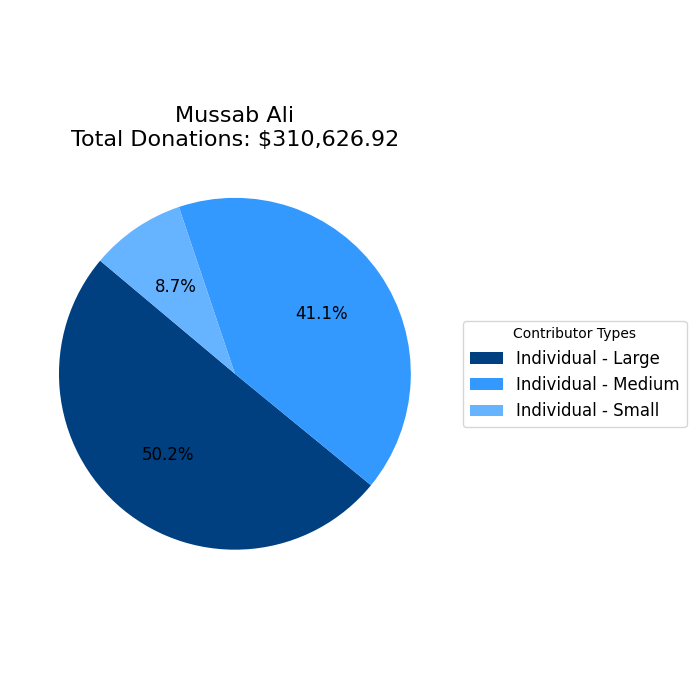 Mussab Ali
Total Donations: $310,626.92
8.7%
41.1%
50.2%
Contributor Types
Individual - Large
Individual - Medium
Individual - Small